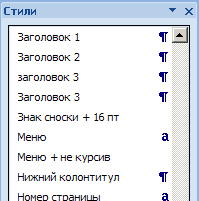 Стили
Заголовок 1 ¶
Заголовок 2 ¶
заголовок 3 ¶
Заголовок 3 ¶
Знак сноски + 16 пт
Меню a
Меню + не курсив
Нижний колонтитул ¶
Номер страницы a